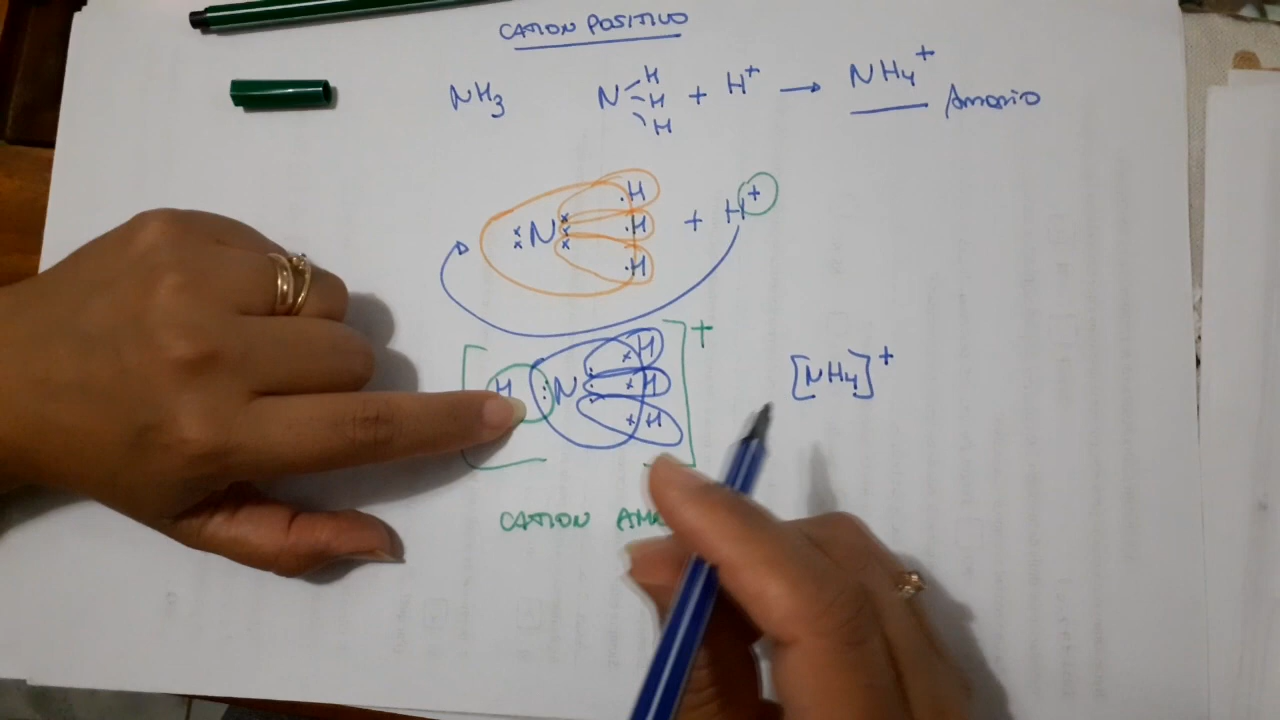 CATION POSITIVO
NH₃ N H H H + H⁺ → NH₄⁺ Amonio
N H H H + H⁺
[H N H H H]⁺ [NH₄]⁺
CATION